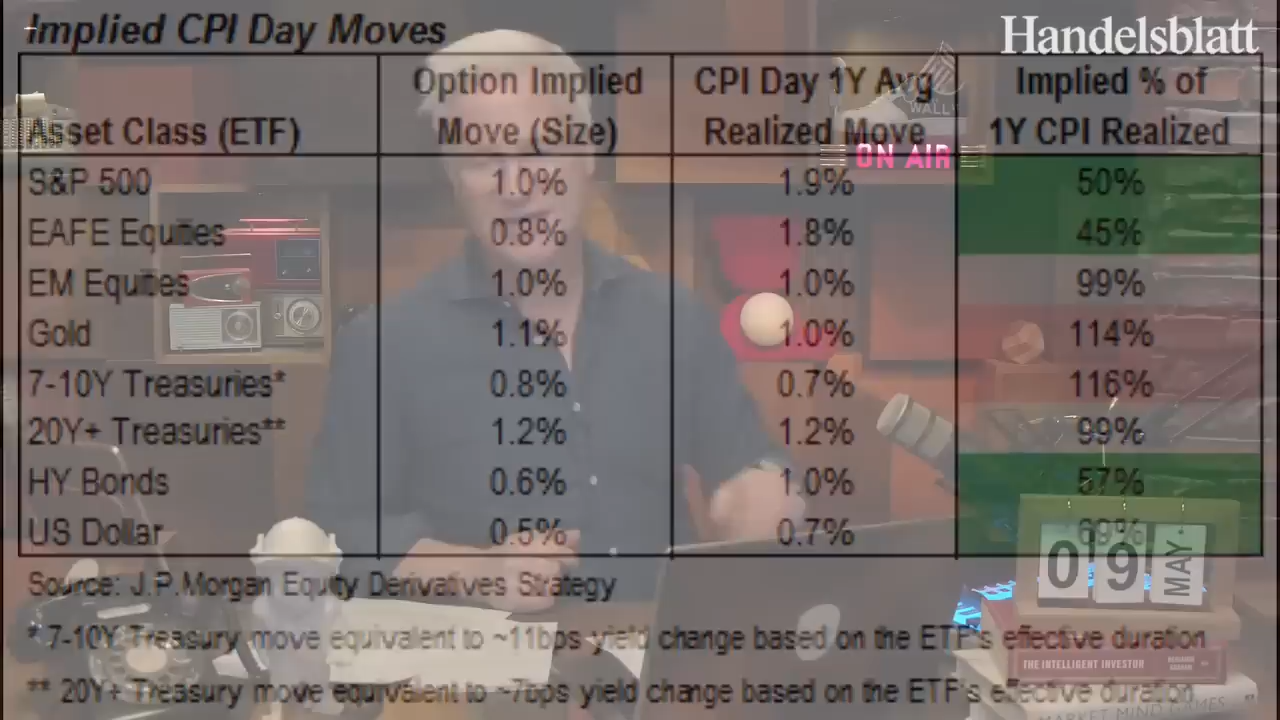 Implied CPI Day Moves
Handelsblatt
Asset Class (ETF) Option Implied Move (Size) CPI Day 1Y Avg Realized Move Implied % of 1Y CPI Realized
WALL
ON AIR
S&P 500 1.0% 1.9% 50%
EAFE Equities 0.8% 1.8% 45%
EM Equities 1.0% 1.0% 99%
Gold 1.1% 1.0% 114%
7-10Y Treasuries* 0.8% 0.7% 116%
20Y+ Treasuries** 1.2% 1.2% 99%
HY Bonds 0.6% 1.0% 57%
US Dollar 0.5% 0.7% 69%
09 MAY
Source: J.P.Morgan Equity Derivatives Strategy
* 7-10Y Treasury move equivalent to ~11bps yield change based on the ETF's effective duration
THE INTELLIGENT INVESTOR
** 20Y+ Treasury move equivalent to ~7bps yield change based on the ETF's effective duration
MARKET MIND GAMES